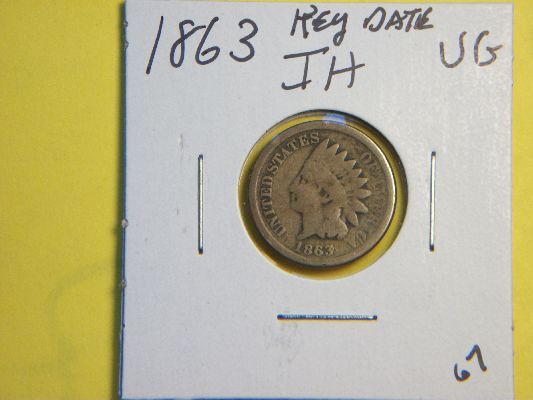 1863 Key DATE VG
IH
UNITED STATES OF AMERICA
1863
67